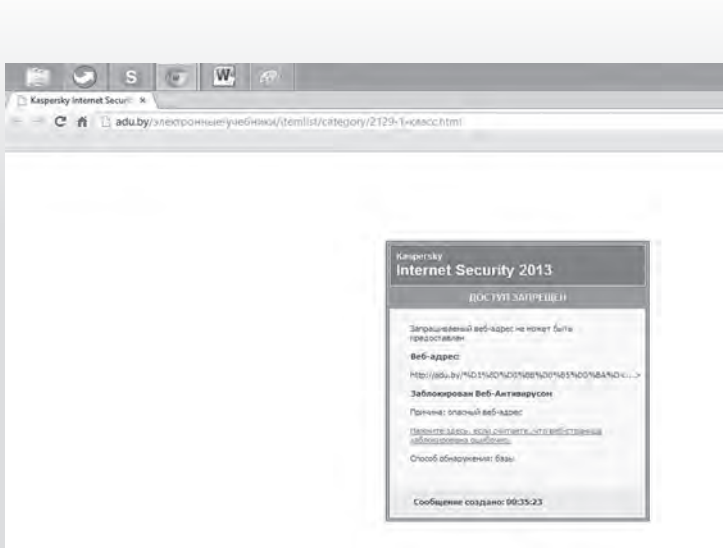 S
W
Kaspersky Internet Securit ×
adu.by/электронные-учебники/itemlist/category/2129-1-класс.html
Kaspersky
Internet Security 2013
ДОСТУП ЗАПРЕЩЕН
Запрашиваемый веб-адрес не может быть
предоставлен
Веб-адрес:
http://adu.by/%D1%8D%D0%BB%D0%B5%D0%BA%D<...>
Заблокирован Веб-Антивирусом
Причина: опасный веб-адрес
Нажмите здесь, если считаете, что веб-страница
заблокирована ошибочно.
Способ обнаружения: базы
Сообщение создано: 00:35:23